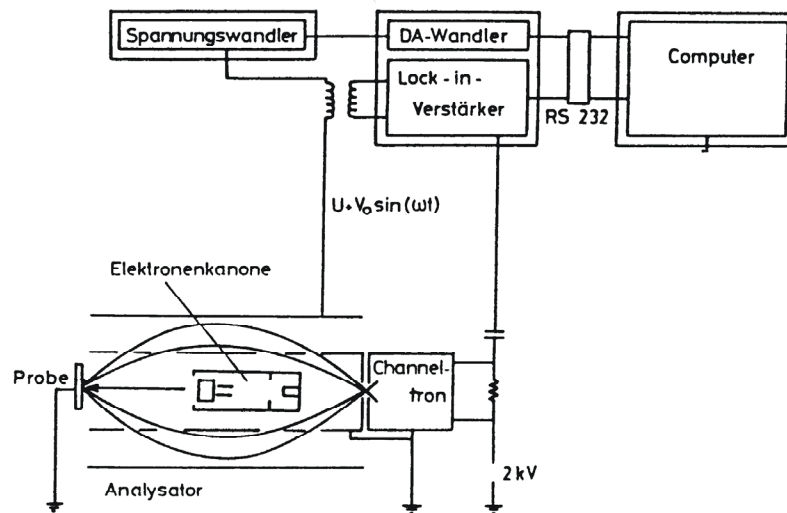 Spannungswandler
DA-Wandler
Computer
Lock-in-
Verstärker
RS 232
U+V₀sin(ωt)
Elektronenkanone
Probe
Channel-
tron
2kV
Analysator